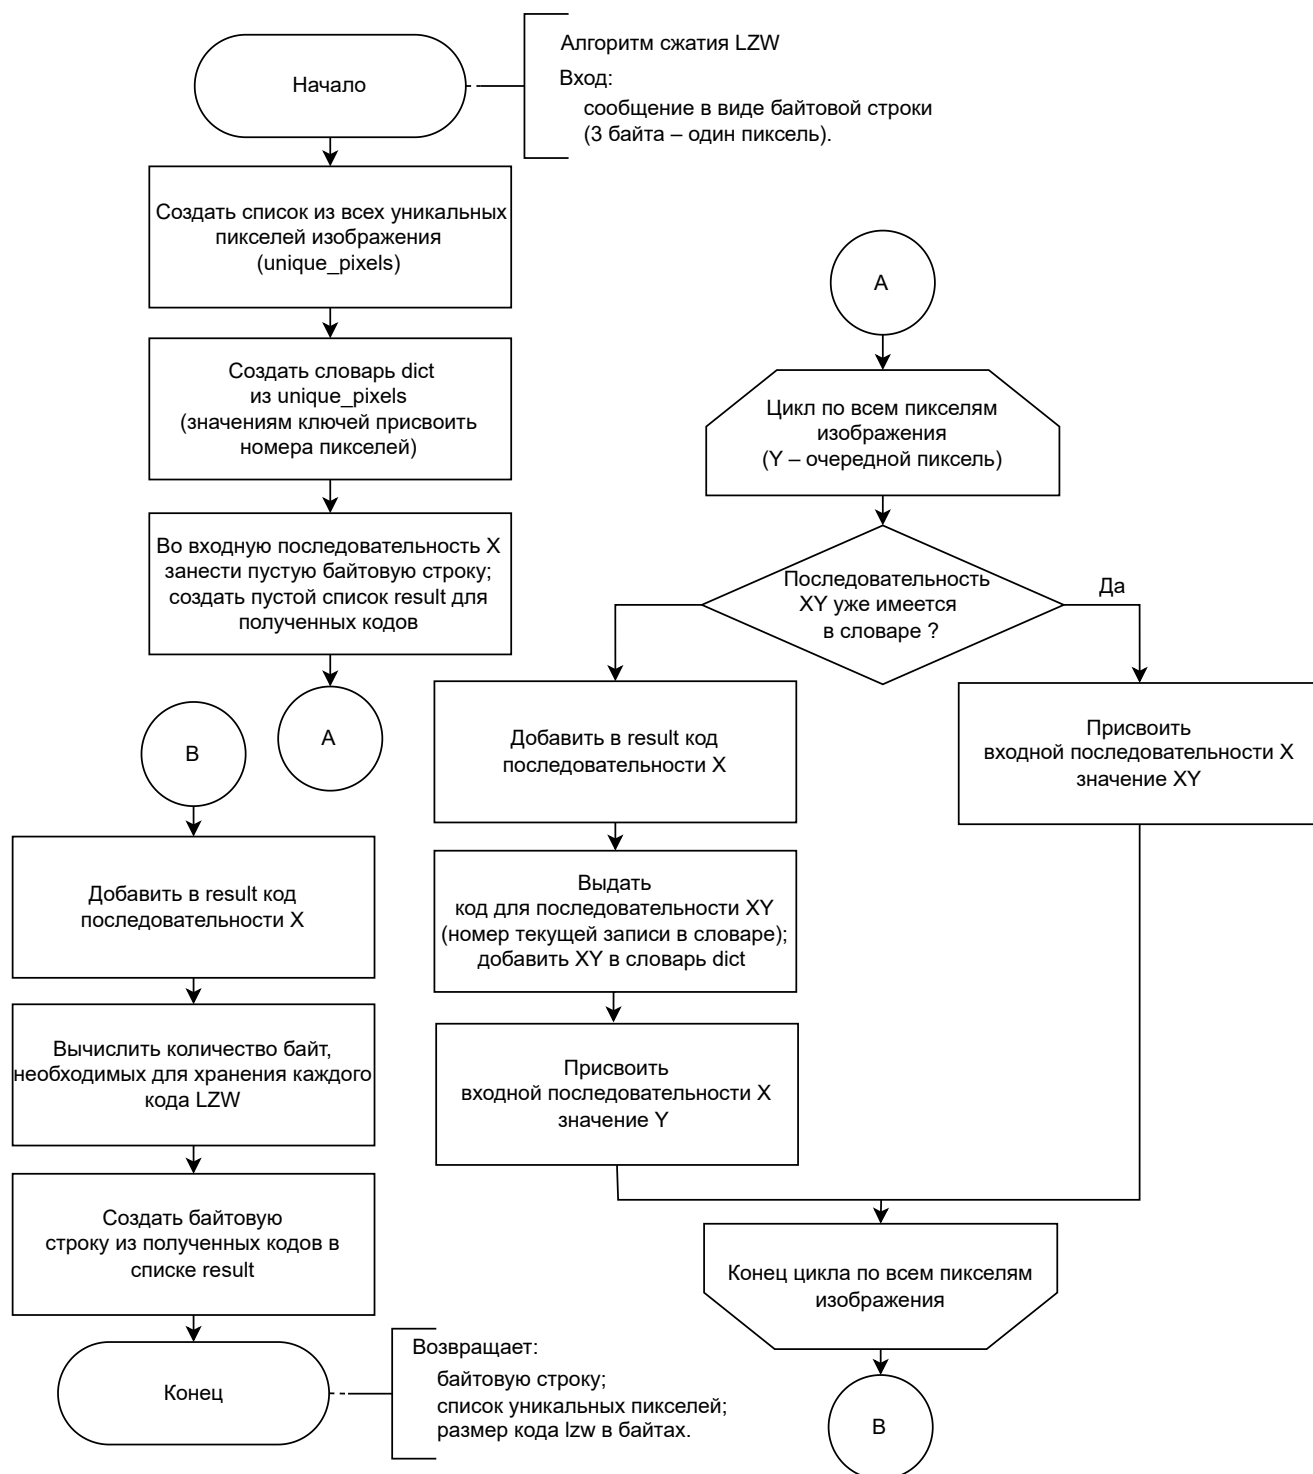 Начало
Алгоритм сжатия LZW
Вход:
сообщение в виде байтовой строки
(3 байта – один пиксель).
Создать список из всех уникальных
пикселей изображения
(unique_pixels)
Создать словарь dict
из unique_pixels
(значениям ключей присвоить
номера пикселей)
Во входную последовательность X
занести пустую байтовую строку;
создать пустой список result для
полученных кодов
A
A
Цикл по всем пикселям
изображения
(Y – очередной пиксель)
Последовательность
XY уже имеется
в словаре ?
Да
Добавить в result код
последовательности X
Выдать
код для последовательности XY
(номер текущей записи в словаре);
добавить XY в словарь dict
Присвоить
входной последовательности X
значение Y
Присвоить
входной последовательности X
значение XY
Конец цикла по всем пикселям
изображения
B
B
Добавить в result код
последовательности X
Вычислить количество байт,
необходимых для хранения каждого
кода LZW
Создать байтовую
строку из полученных кодов в
списке result
Конец
Возвращает:
байтовую строку;
список уникальных пикселей;
размер кода lzw в байтах.